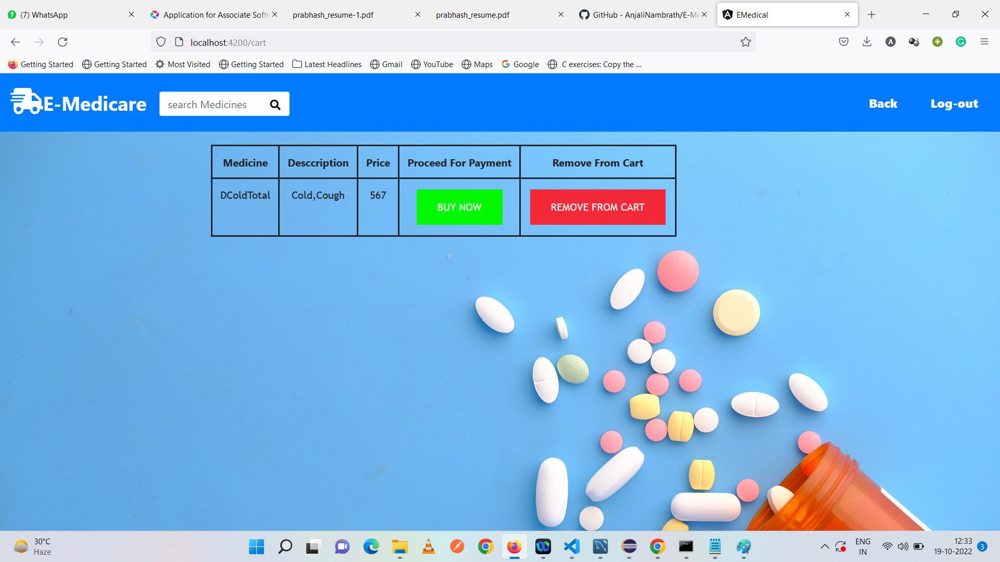 (7) WhatsApp
Application for Associate Softw
prabhash_resume-1.pdf
prabhash_resume.pdf
GitHub - AnjaliNambrath/E-Me
EMedical
localhost:4200/cart
Getting Started
Getting Started
Most Visited
Getting Started
Latest Headlines
Gmail
YouTube
Maps
Google
C exercises: Copy the ...
E-Medicare
search Medicines
Back
Log-out
Medicine Desccription Price Proceed For Payment Remove From Cart
DColdTotal Cold,Cough 567 BUY NOW REMOVE FROM CART
30°C
Haze
ENG
IN
12:33
19-10-2022
3